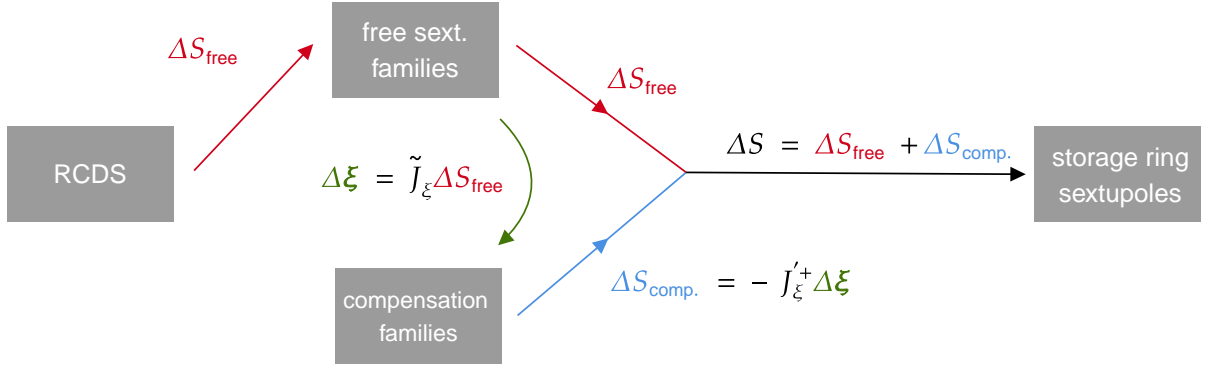 ΔS_free
free sext.
families
ΔS_free
RCDS
Δξ = J̃_ξ ΔS_free
ΔS = ΔS_free + ΔS_comp.
storage ring
sextupoles
compensation
families
ΔS_comp. = − J_ξ^'+ Δξ